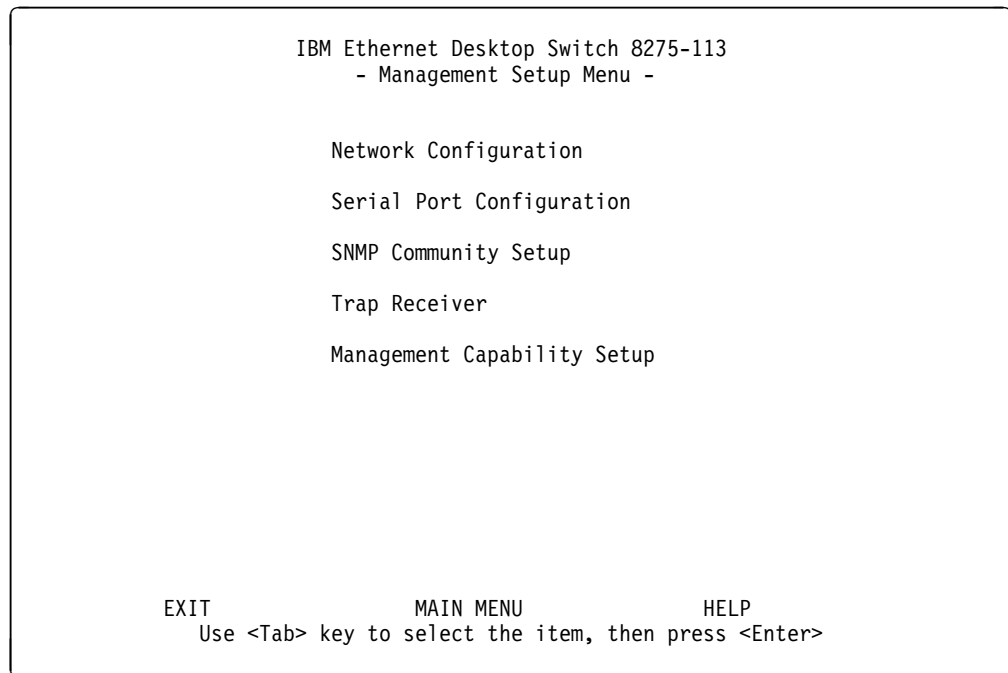 IBM Ethernet Desktop Switch 8275-113
- Management Setup Menu -
Network Configuration
Serial Port Configuration
SNMP Community Setup
Trap Receiver
Management Capability Setup
EXIT MAIN MENU HELP
Use <Tab> key to select the item, then press <Enter>